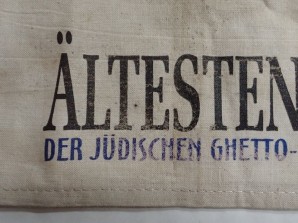 ÄLTESTEN
DER JÜDISCHEN GHETTO-